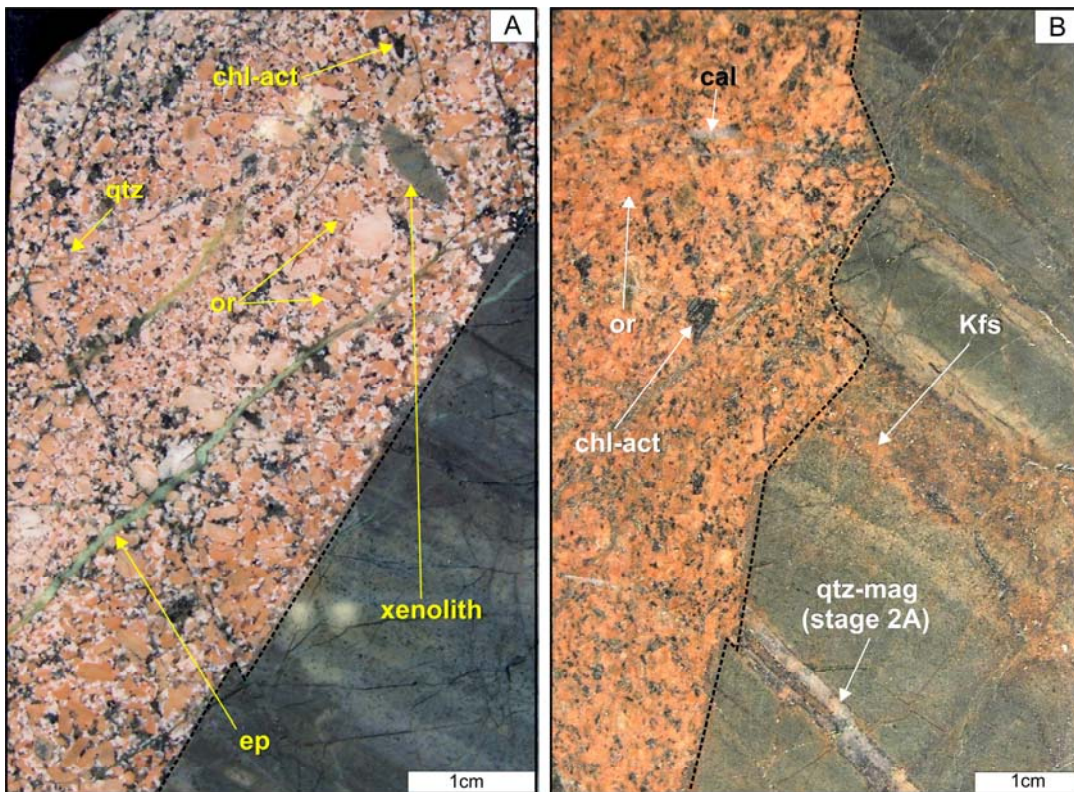 A
chl-act
qtz
or
xenolith
ep
1cm
B
cal
or
Kfs
chl-act
qtz-mag
(stage 2A)
1cm